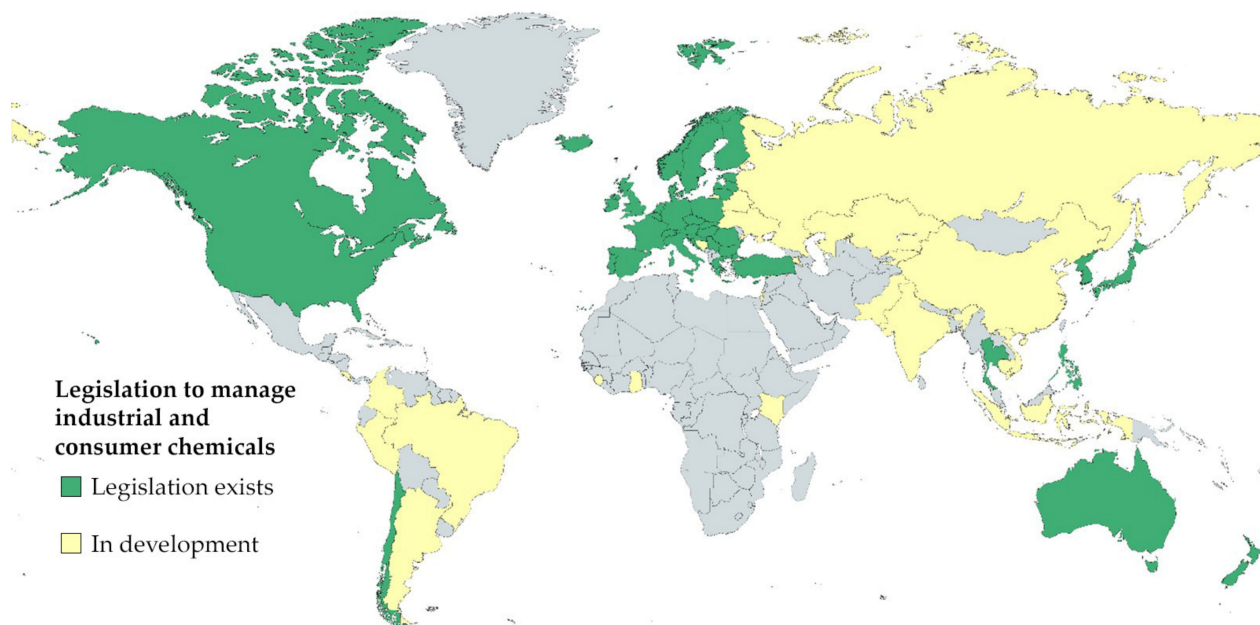 Legislation to manage
industrial and
consumer chemicals
Legislation exists
In development